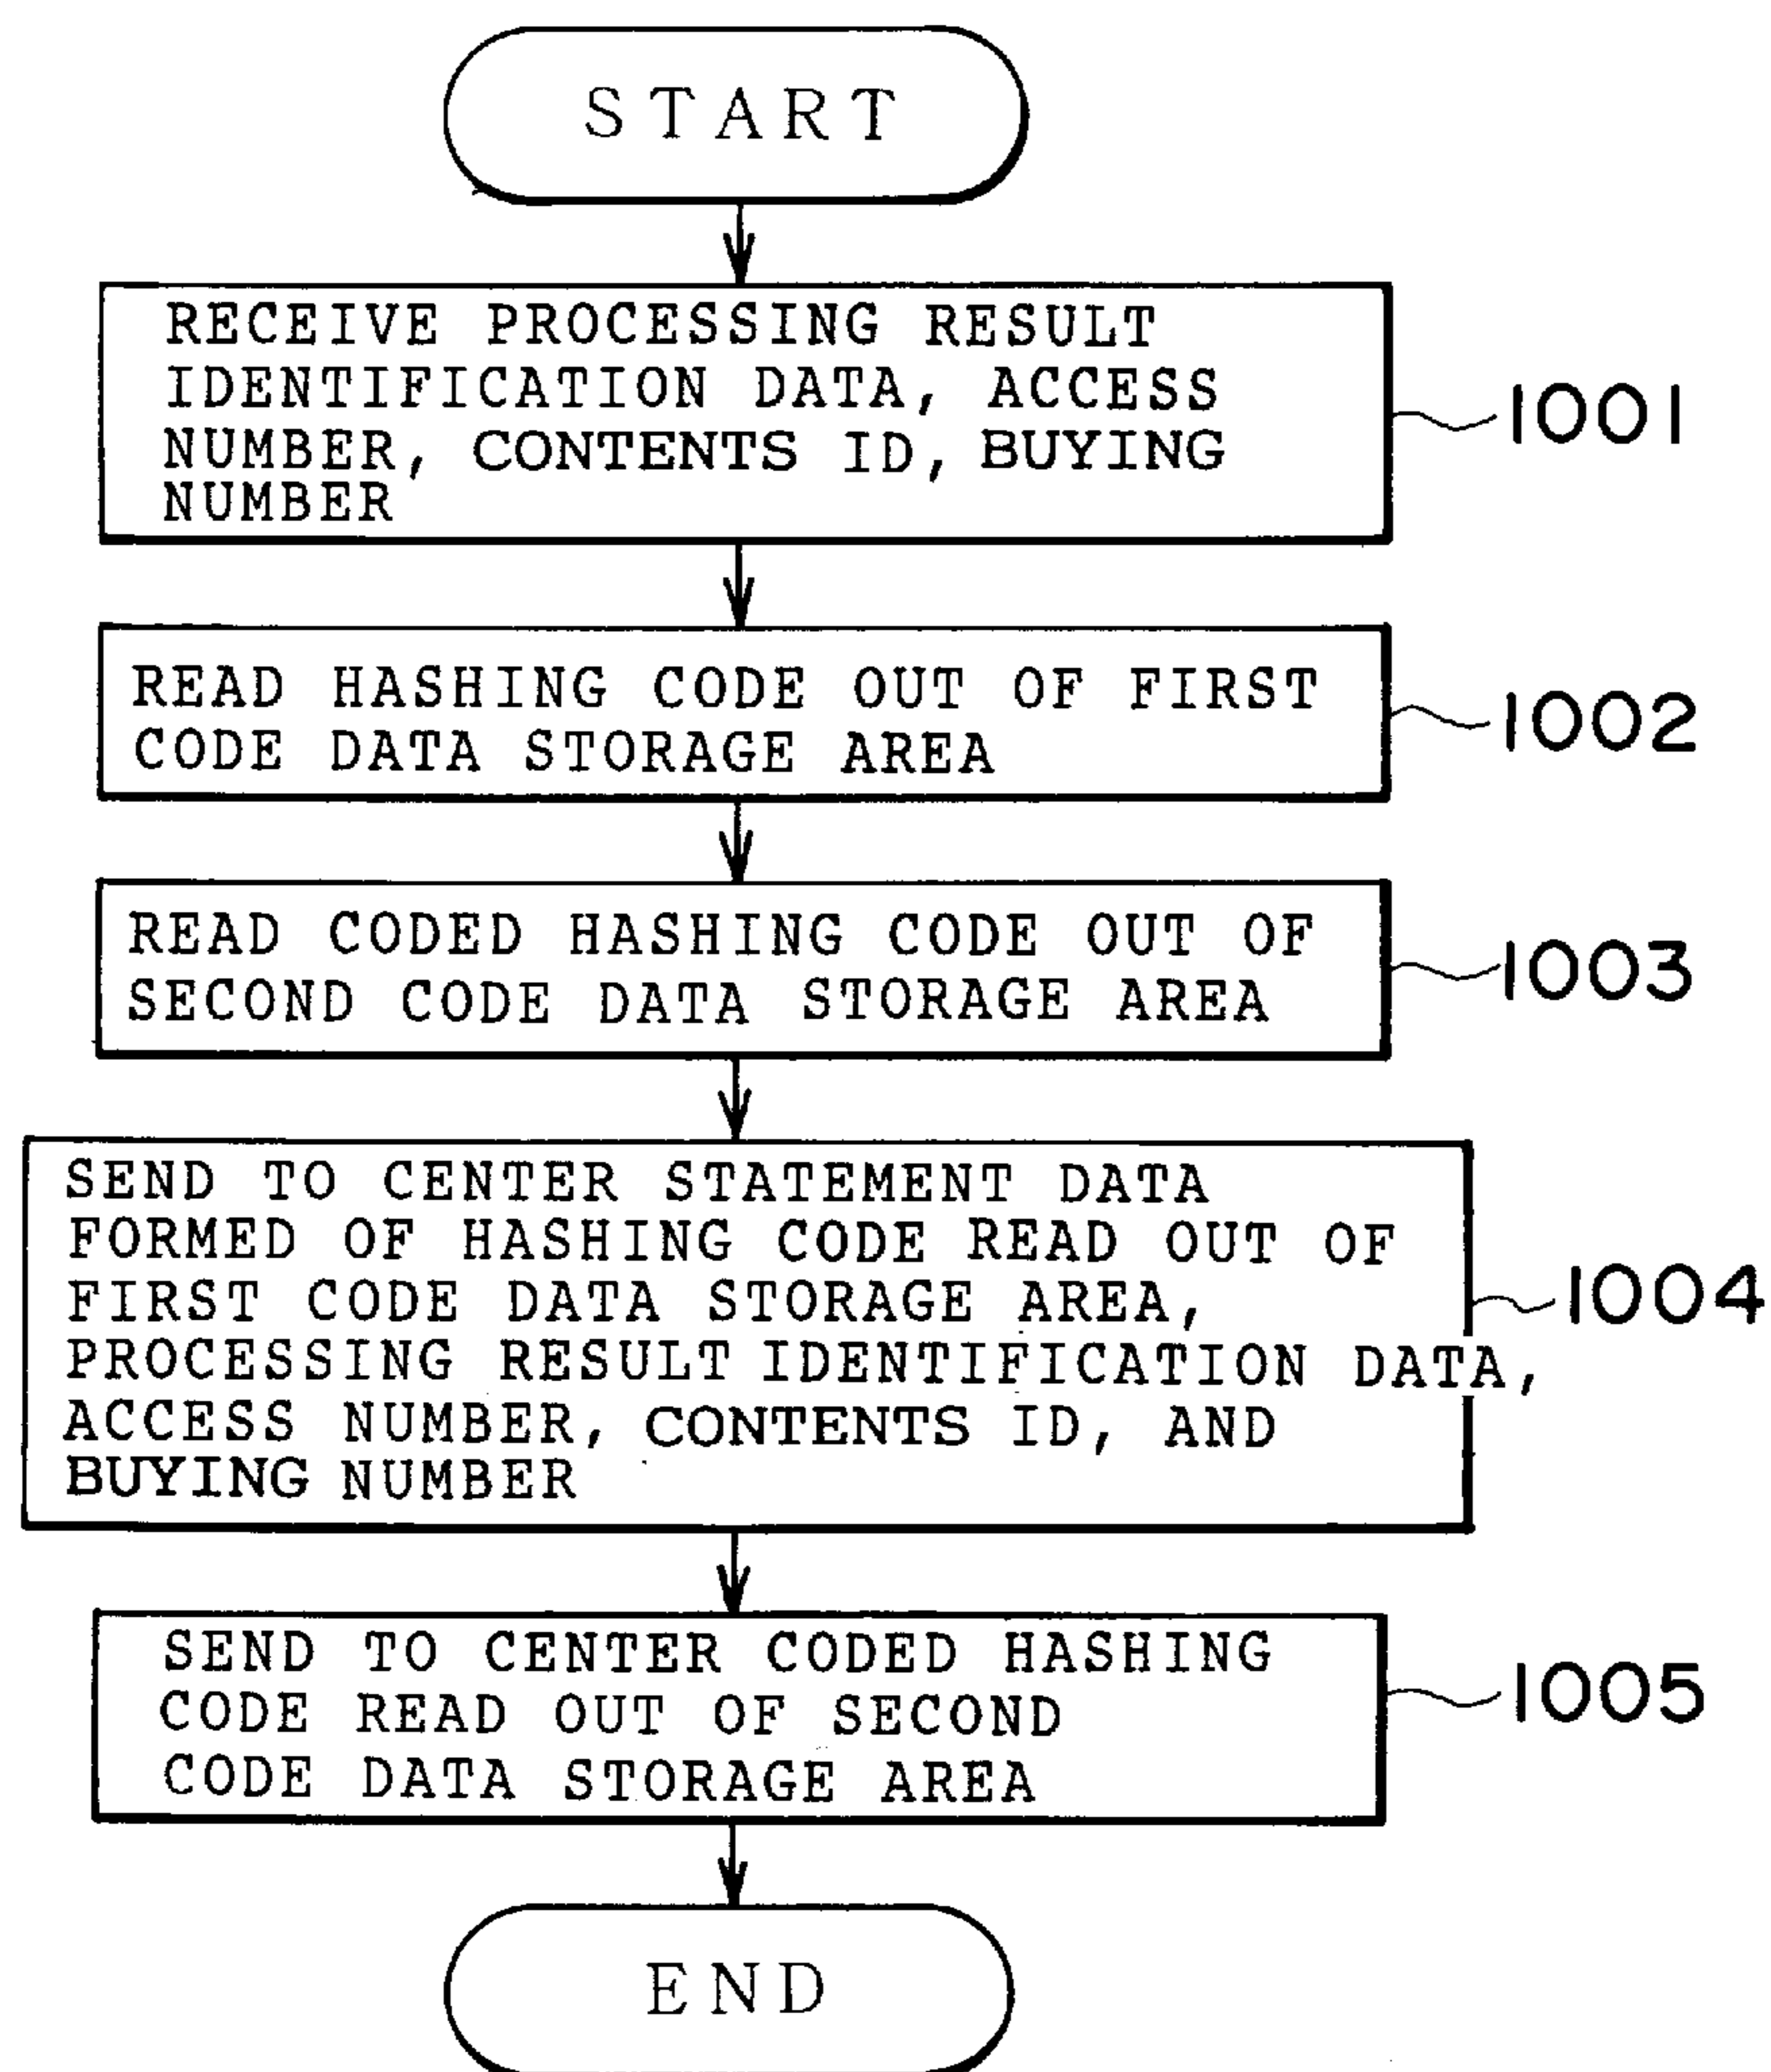 START
RECEIVE PROCESSING RESULT
IDENTIFICATION DATA, ACCESS
NUMBER, CONTENTS ID, BUYING
NUMBER
1001
READ HASHING CODE OUT OF FIRST
CODE DATA STORAGE AREA
1002
READ CODED HASHING CODE OUT OF
SECOND CODE DATA STORAGE AREA
1003
SEND TO CENTER STATEMENT DATA
FORMED OF HASHING CODE READ OUT OF
FIRST CODE DATA STORAGE AREA,
PROCESSING RESULT IDENTIFICATION DATA,
ACCESS NUMBER, CONTENTS ID, AND
BUYING NUMBER
1004
SEND TO CENTER CODED HASHING
CODE READ OUT OF SECOND
CODE DATA STORAGE AREA
1005
END